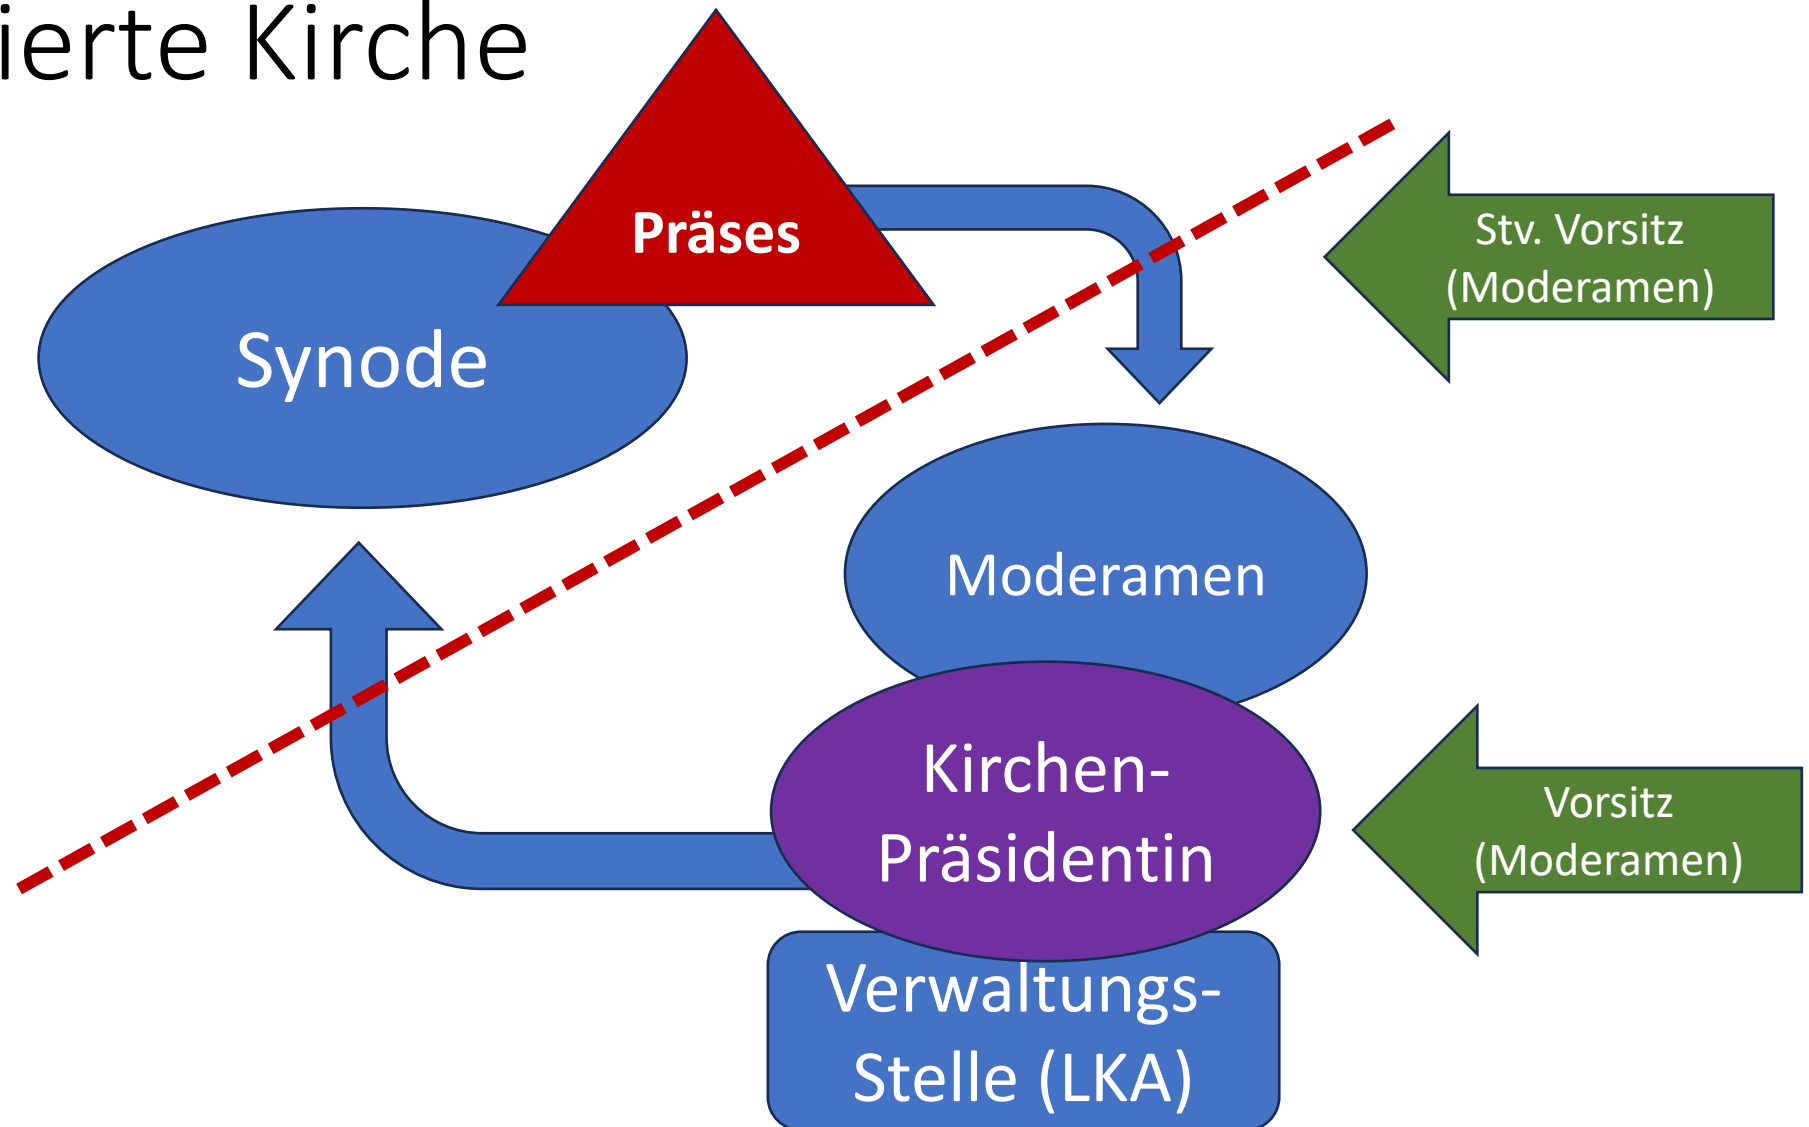 ierte Kirche
Präses
Stv. Vorsitz
(Moderamen)
Synode
Moderamen
Kirchen-
Präsidentin
Vorsitz
(Moderamen)
Verwaltungs-
Stelle (LKA)